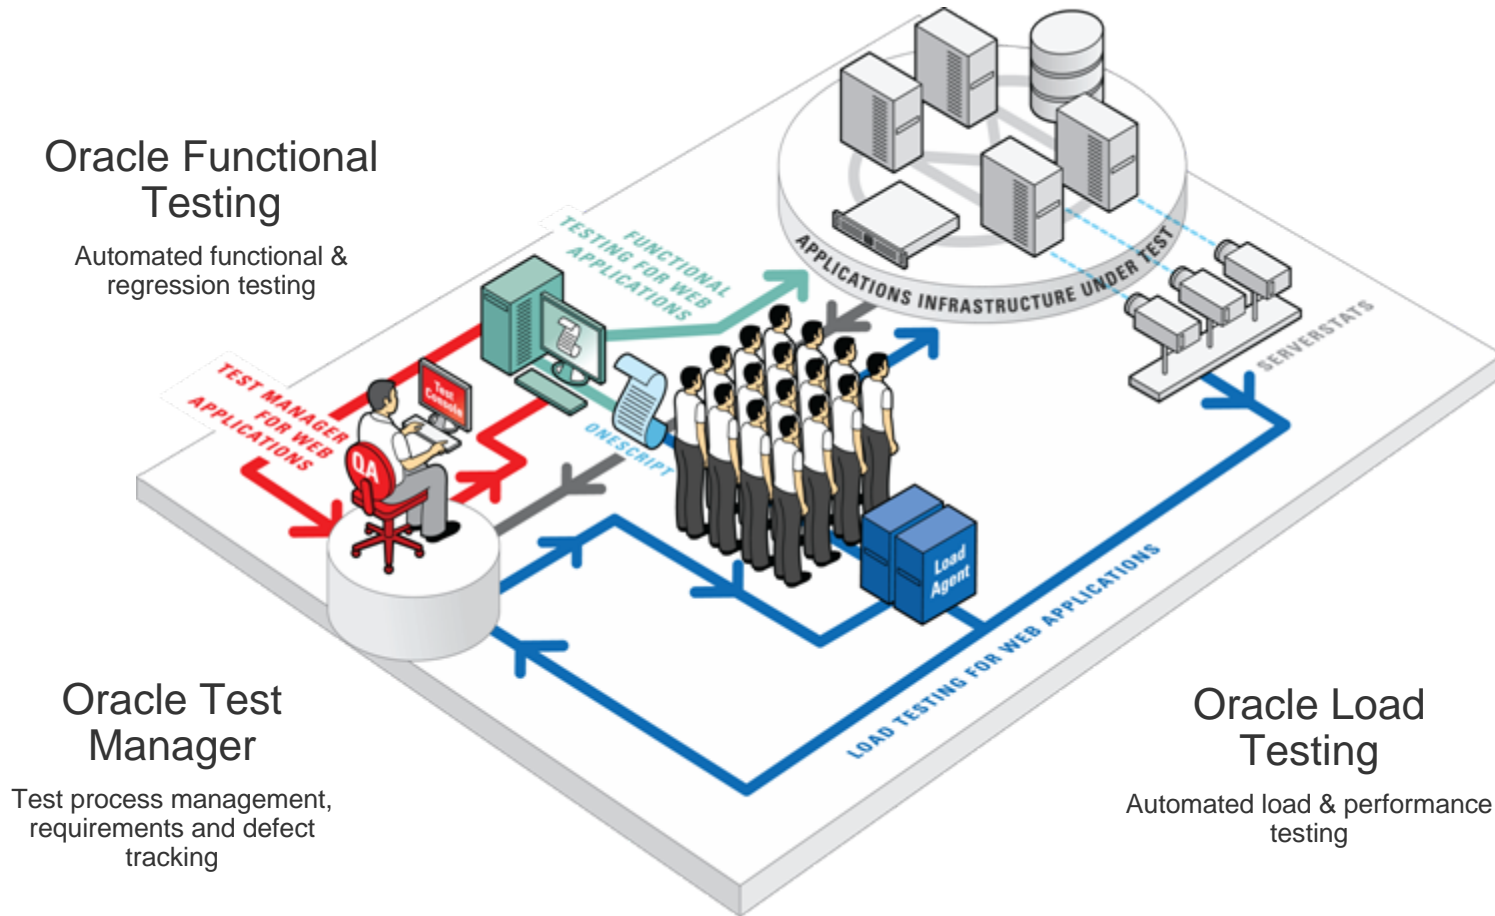 Oracle Functional
Testing
Automated functional &
regression testing
FUNCTIONAL
TESTING FOR WEB
APPLICATIONS
APPLICATIONS INFRASTRUCTURE UNDER TEST
SERVERSTATS
TEST MANAGER
FOR WEB
APPLICATIONS
Test
Console
QA
ONESCRIPT
Load
Agent
LOAD TESTING FOR WEB APPLICATIONS
Oracle Test
Manager
Test process management,
requirements and defect
tracking
Oracle Load
Testing
Automated load & performance
testing